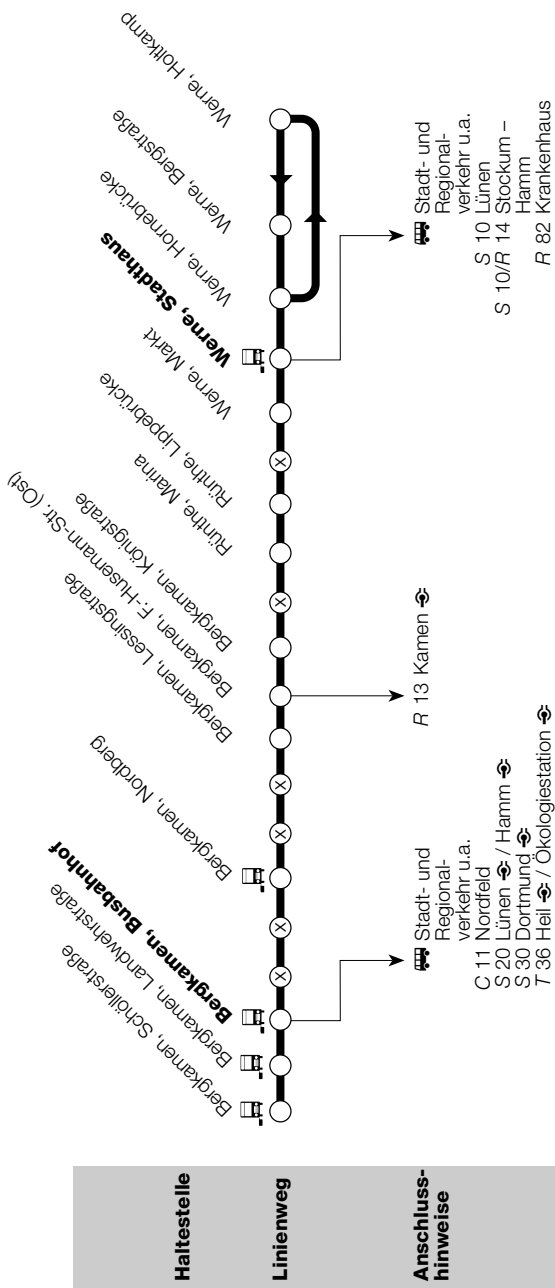 Haltestelle
Bergkamen, Schöllerstraße
Bergkamen, Landwehrstraße
Bergkamen, Busbahnhof
Bergkamen, Nordberg
Bergkamen, Lessingstraße
Bergkamen, F.-Husemann-Str. (Ost)
Bergkamen, Königstraße
Rünthe, Marina
Rünthe, Lippebrücke
Werne, Markt
Werne, Stadthaus
Werne, Hornebrücke
Werne, Bergstraße
Werne, Holtkamp
Linienweg
X X X X X X
Anschluss-
hinweise
Stadt- und
Regional-
verkehr u.a.
C 11 Nordfeld
S 20 Lünen / Hamm
S 30 Dortmund
T 36 Heil / Ökologiestation
R 13 Kamen
Stadt- und
Regional-
verkehr u.a.
S 10 Lünen
S 10/R 14 Stockum –
Hamm
R 82 Krankenhaus